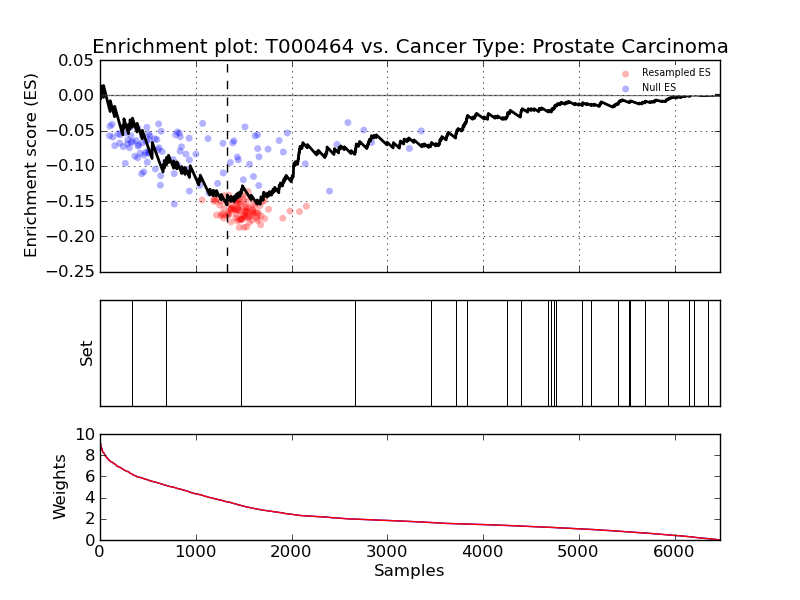 Enrichment plot: T000464 vs. Cancer Type: Prostate Carcinoma
Enrichment score (ES)
0.05
0.00
−0.05
−0.10
−0.15
−0.20
−0.25
Resampled ES
Null ES
Set
Weights
10
8
6
4
2
0
0 1000 2000 3000 4000 5000 6000
Samples